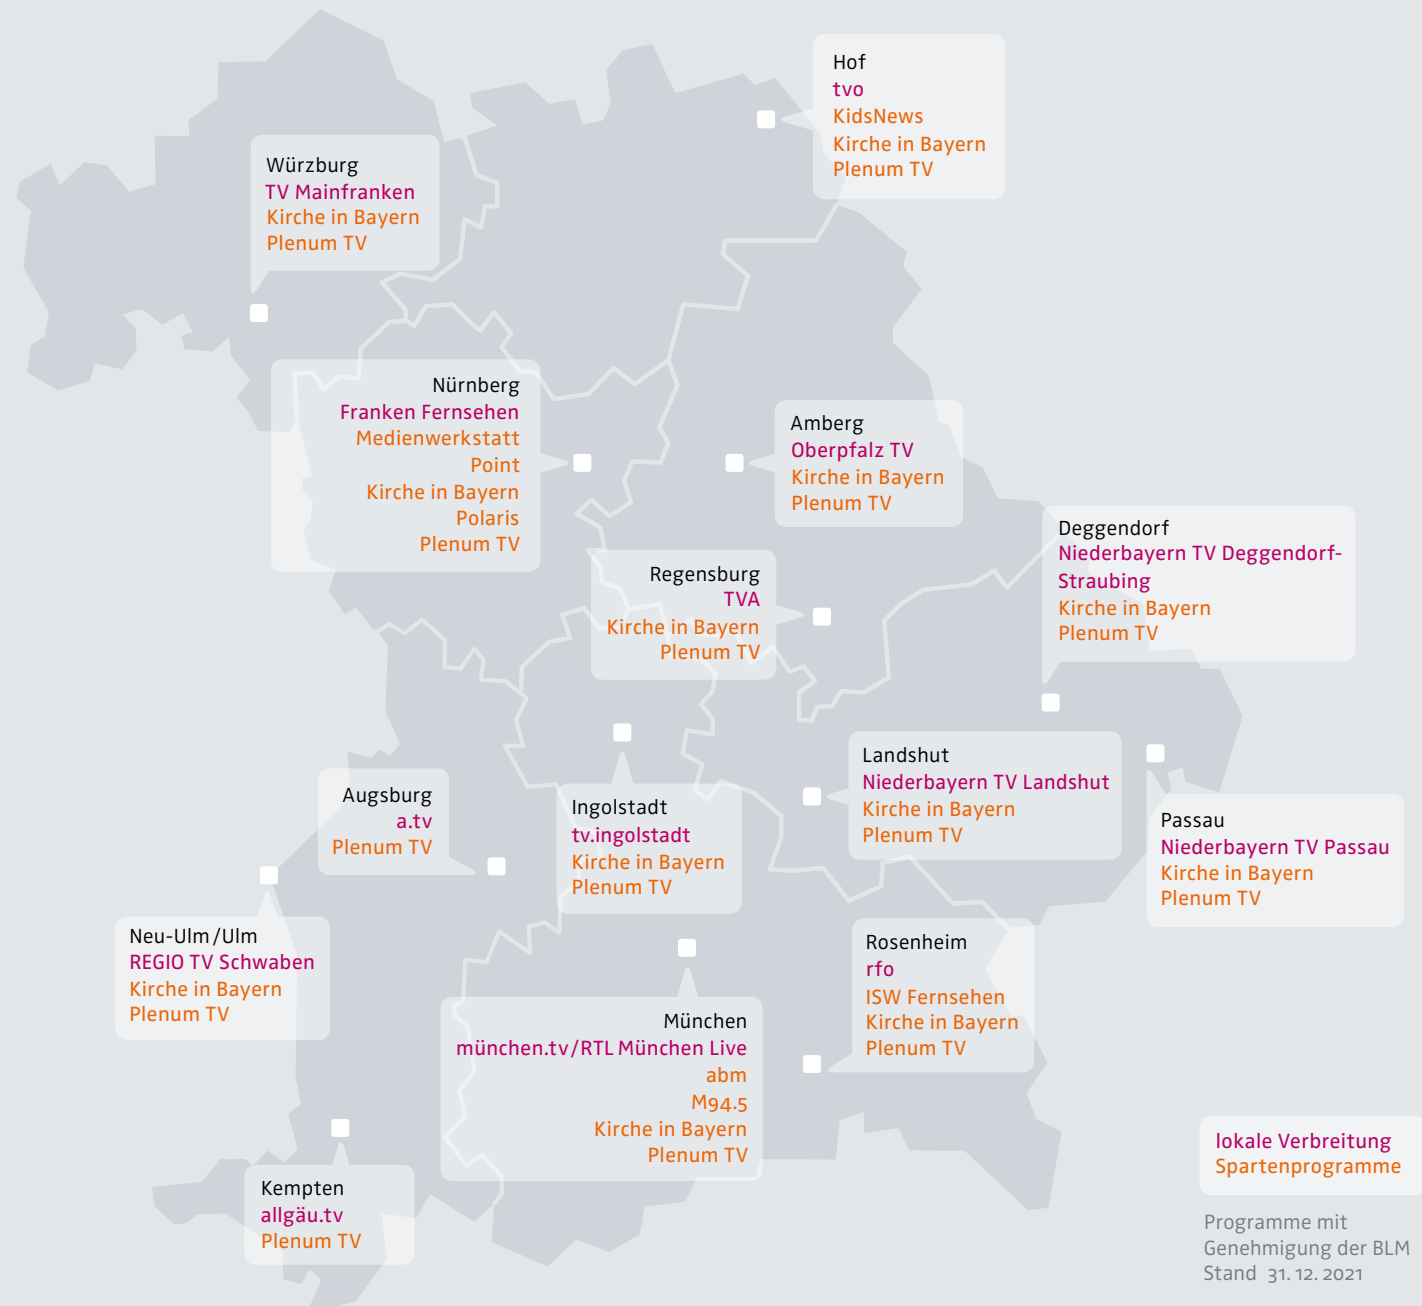 Hof
tvo
KidsNews
Kirche in Bayern
Plenum TV
Würzburg
TV Mainfranken
Kirche in Bayern
Plenum TV
Nürnberg
Franken Fernsehen
Medienwerkstatt
Point
Kirche in Bayern
Polaris
Plenum TV
Amberg
Oberpfalz TV
Kirche in Bayern
Plenum TV
Deggendorf
Niederbayern TV Deggendorf-
Straubing
Kirche in Bayern
Plenum TV
Regensburg
TVA
Kirche in Bayern
Plenum TV
Landshut
Niederbayern TV Landshut
Kirche in Bayern
Plenum TV
Augsburg
a.tv
Plenum TV
Ingolstadt
tv.ingolstadt
Kirche in Bayern
Plenum TV
Passau
Niederbayern TV Passau
Kirche in Bayern
Plenum TV
Neu-Ulm/Ulm
REGIO TV Schwaben
Kirche in Bayern
Plenum TV
Rosenheim
rfo
ISW Fernsehen
Kirche in Bayern
Plenum TV
München
münchen.tv/RTL München Live
abm
M94.5
Kirche in Bayern
Plenum TV
Kempten
allgäu.tv
Plenum TV
lokale Verbreitung
Spartenprogramme
Programme mit
Genehmigung der BLM
Stand 31. 12. 2021